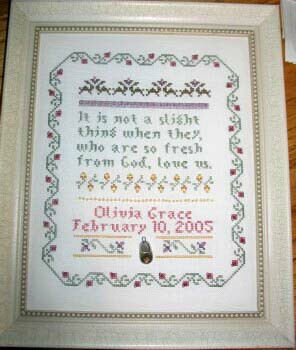 It is not a slight
thing when they,
who are so fresh
from God, love us.
Olivia Grace
February 10, 2005